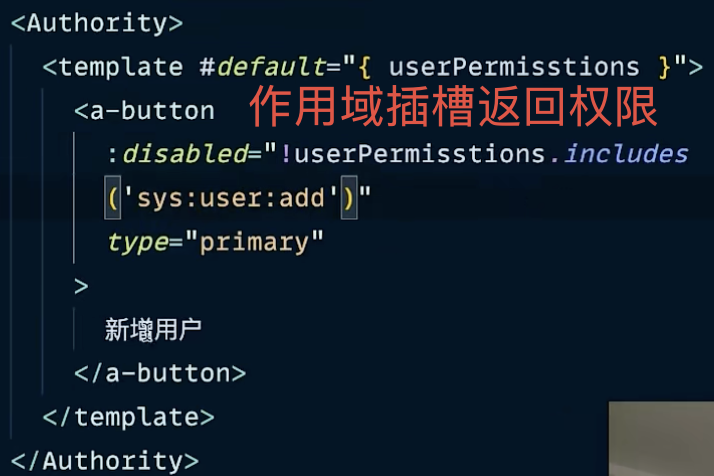 <Authority>
<template #default="{ userPermisstions }">
<a-button
作用域插槽返回权限
:disabled="!userPermisstions.includes
('sys:user:add')"
type="primary"
>
新增用户
</a-button>
</template>
</Authority>